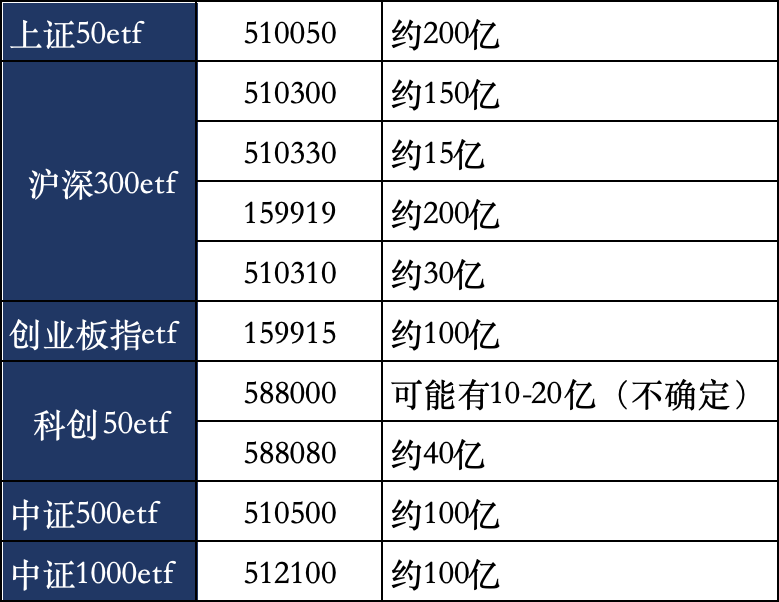 上证50etf 510050 约200亿
沪深300etf 510300 约150亿
510330 约15亿
159919 约200亿
510310 约30亿
创业板指etf 159915 约100亿
科创50etf 588000 可能有10-20亿（不确定）
588080 约40亿
中证500etf 510500 约100亿
中证1000etf 512100 约100亿